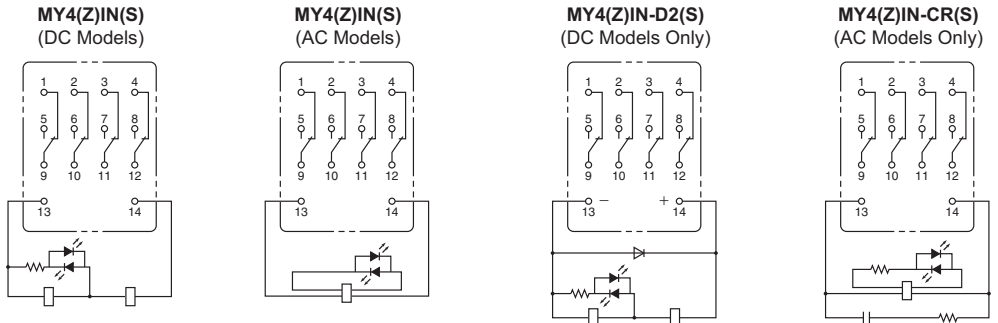 MY4(Z)IN(S)
(DC Models)
1 2 3 4
5 6 7 8
9 10 11 12
13 14
MY4(Z)IN(S)
(AC Models)
1 2 3 4
5 6 7 8
9 10 11 12
13 14
MY4(Z)IN-D2(S)
(DC Models Only)
1 2 3 4
5 6 7 8
9 10 11 12
− +
13 14
MY4(Z)IN-CR(S)
(AC Models Only)
1 2 3 4
5 6 7 8
9 10 11 12
13 14